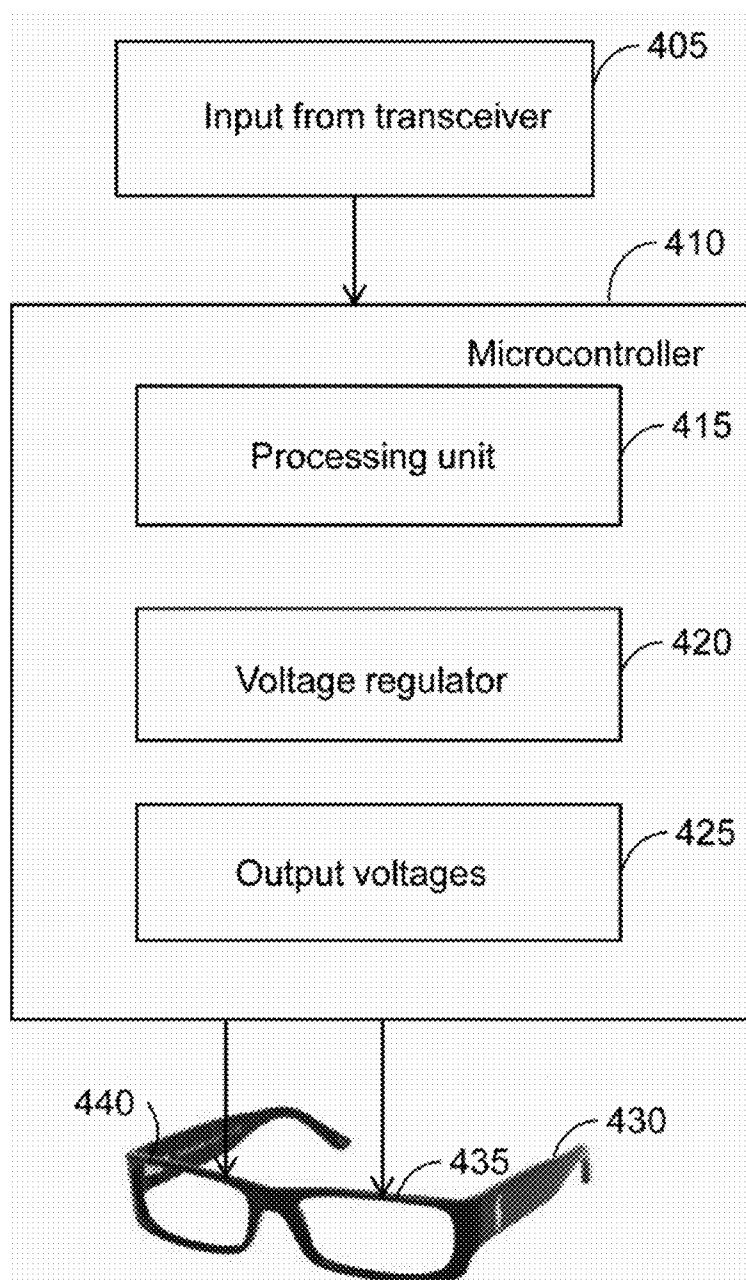 405
Input from transceiver
410
Microcontroller
415
Processing unit
420
Voltage regulator
425
Output voltages
440
430
435